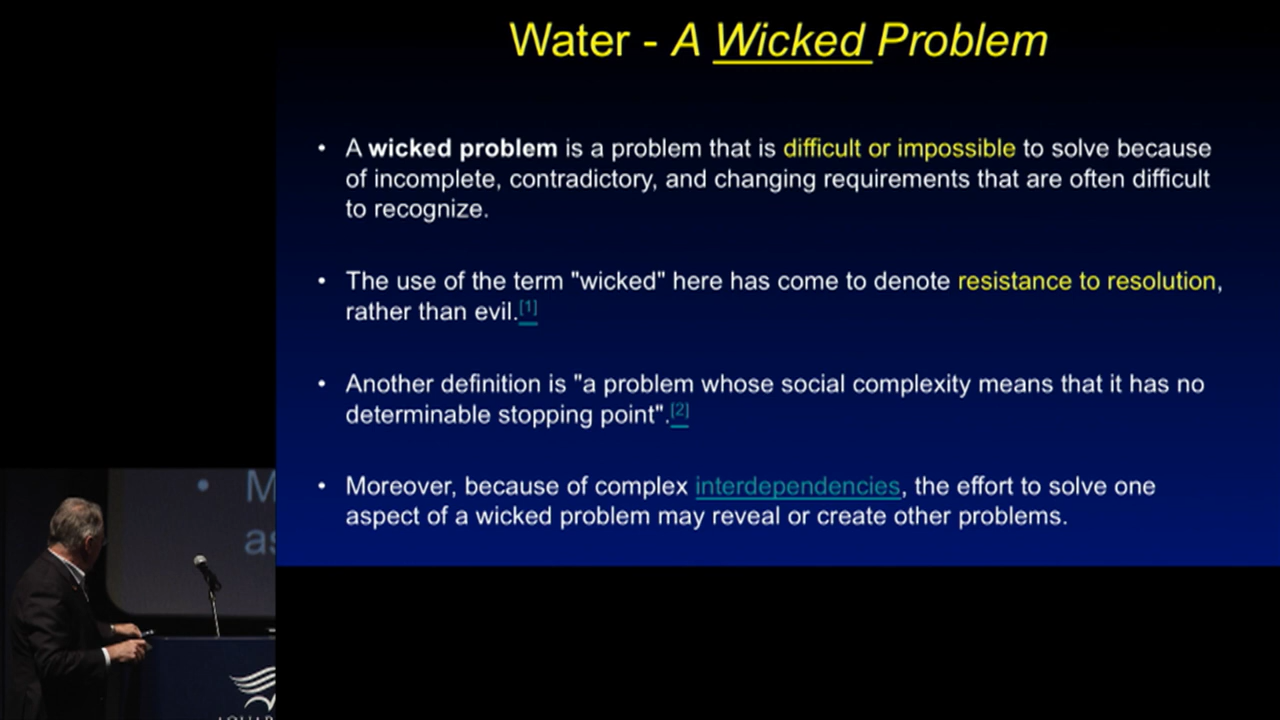 Water - A Wicked Problem
• A wicked problem is a problem that is difficult or impossible to solve because
of incomplete, contradictory, and changing requirements that are often difficult
to recognize.
• The use of the term "wicked" here has come to denote resistance to resolution,
rather than evil.[1]
• Another definition is "a problem whose social complexity means that it has no
determinable stopping point".[2]
• Moreover, because of complex interdependencies, the effort to solve one
aspect of a wicked problem may reveal or create other problems.
• M
as